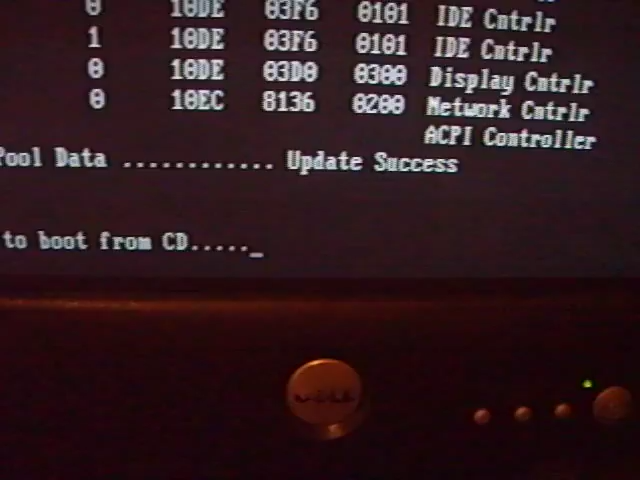 0 10DE 03F6 0101 IDE Cntrlr
1 10DE 03F6 0101 IDE Cntrlr
0 10DE 03D0 0300 Display Cntrlr
0 10EC 8136 0200 Network Cntrlr
ACPI Controller
Pool Data ............ Update Success
to boot from CD....._
DELL